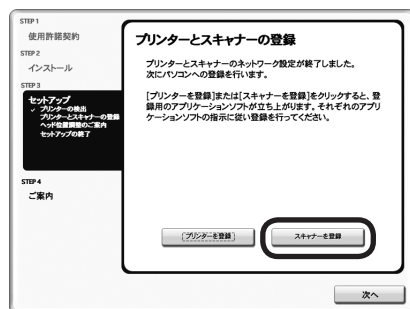 STEP 1
使用許諾契約
STEP 2
インストール
STEP 3
セットアップ
✓ プリンターの検出
プリンターとスキャナーの登録
ヘッド位置調整のご案内
セットアップの終了
STEP 4
ご案内
プリンターとスキャナーの登録
プリンターとスキャナーのネットワーク設定が終了しました。
次にパソコンへの登録を行います。
[プリンターを登録]または[スキャナーを登録]をクリックすると、登
録用のアプリケーションソフトが立ち上がります。それぞれのアプリ
ケーションソフトの指示に従い登録を行ってください。
プリンターを登録
スキャナーを登録
次へ